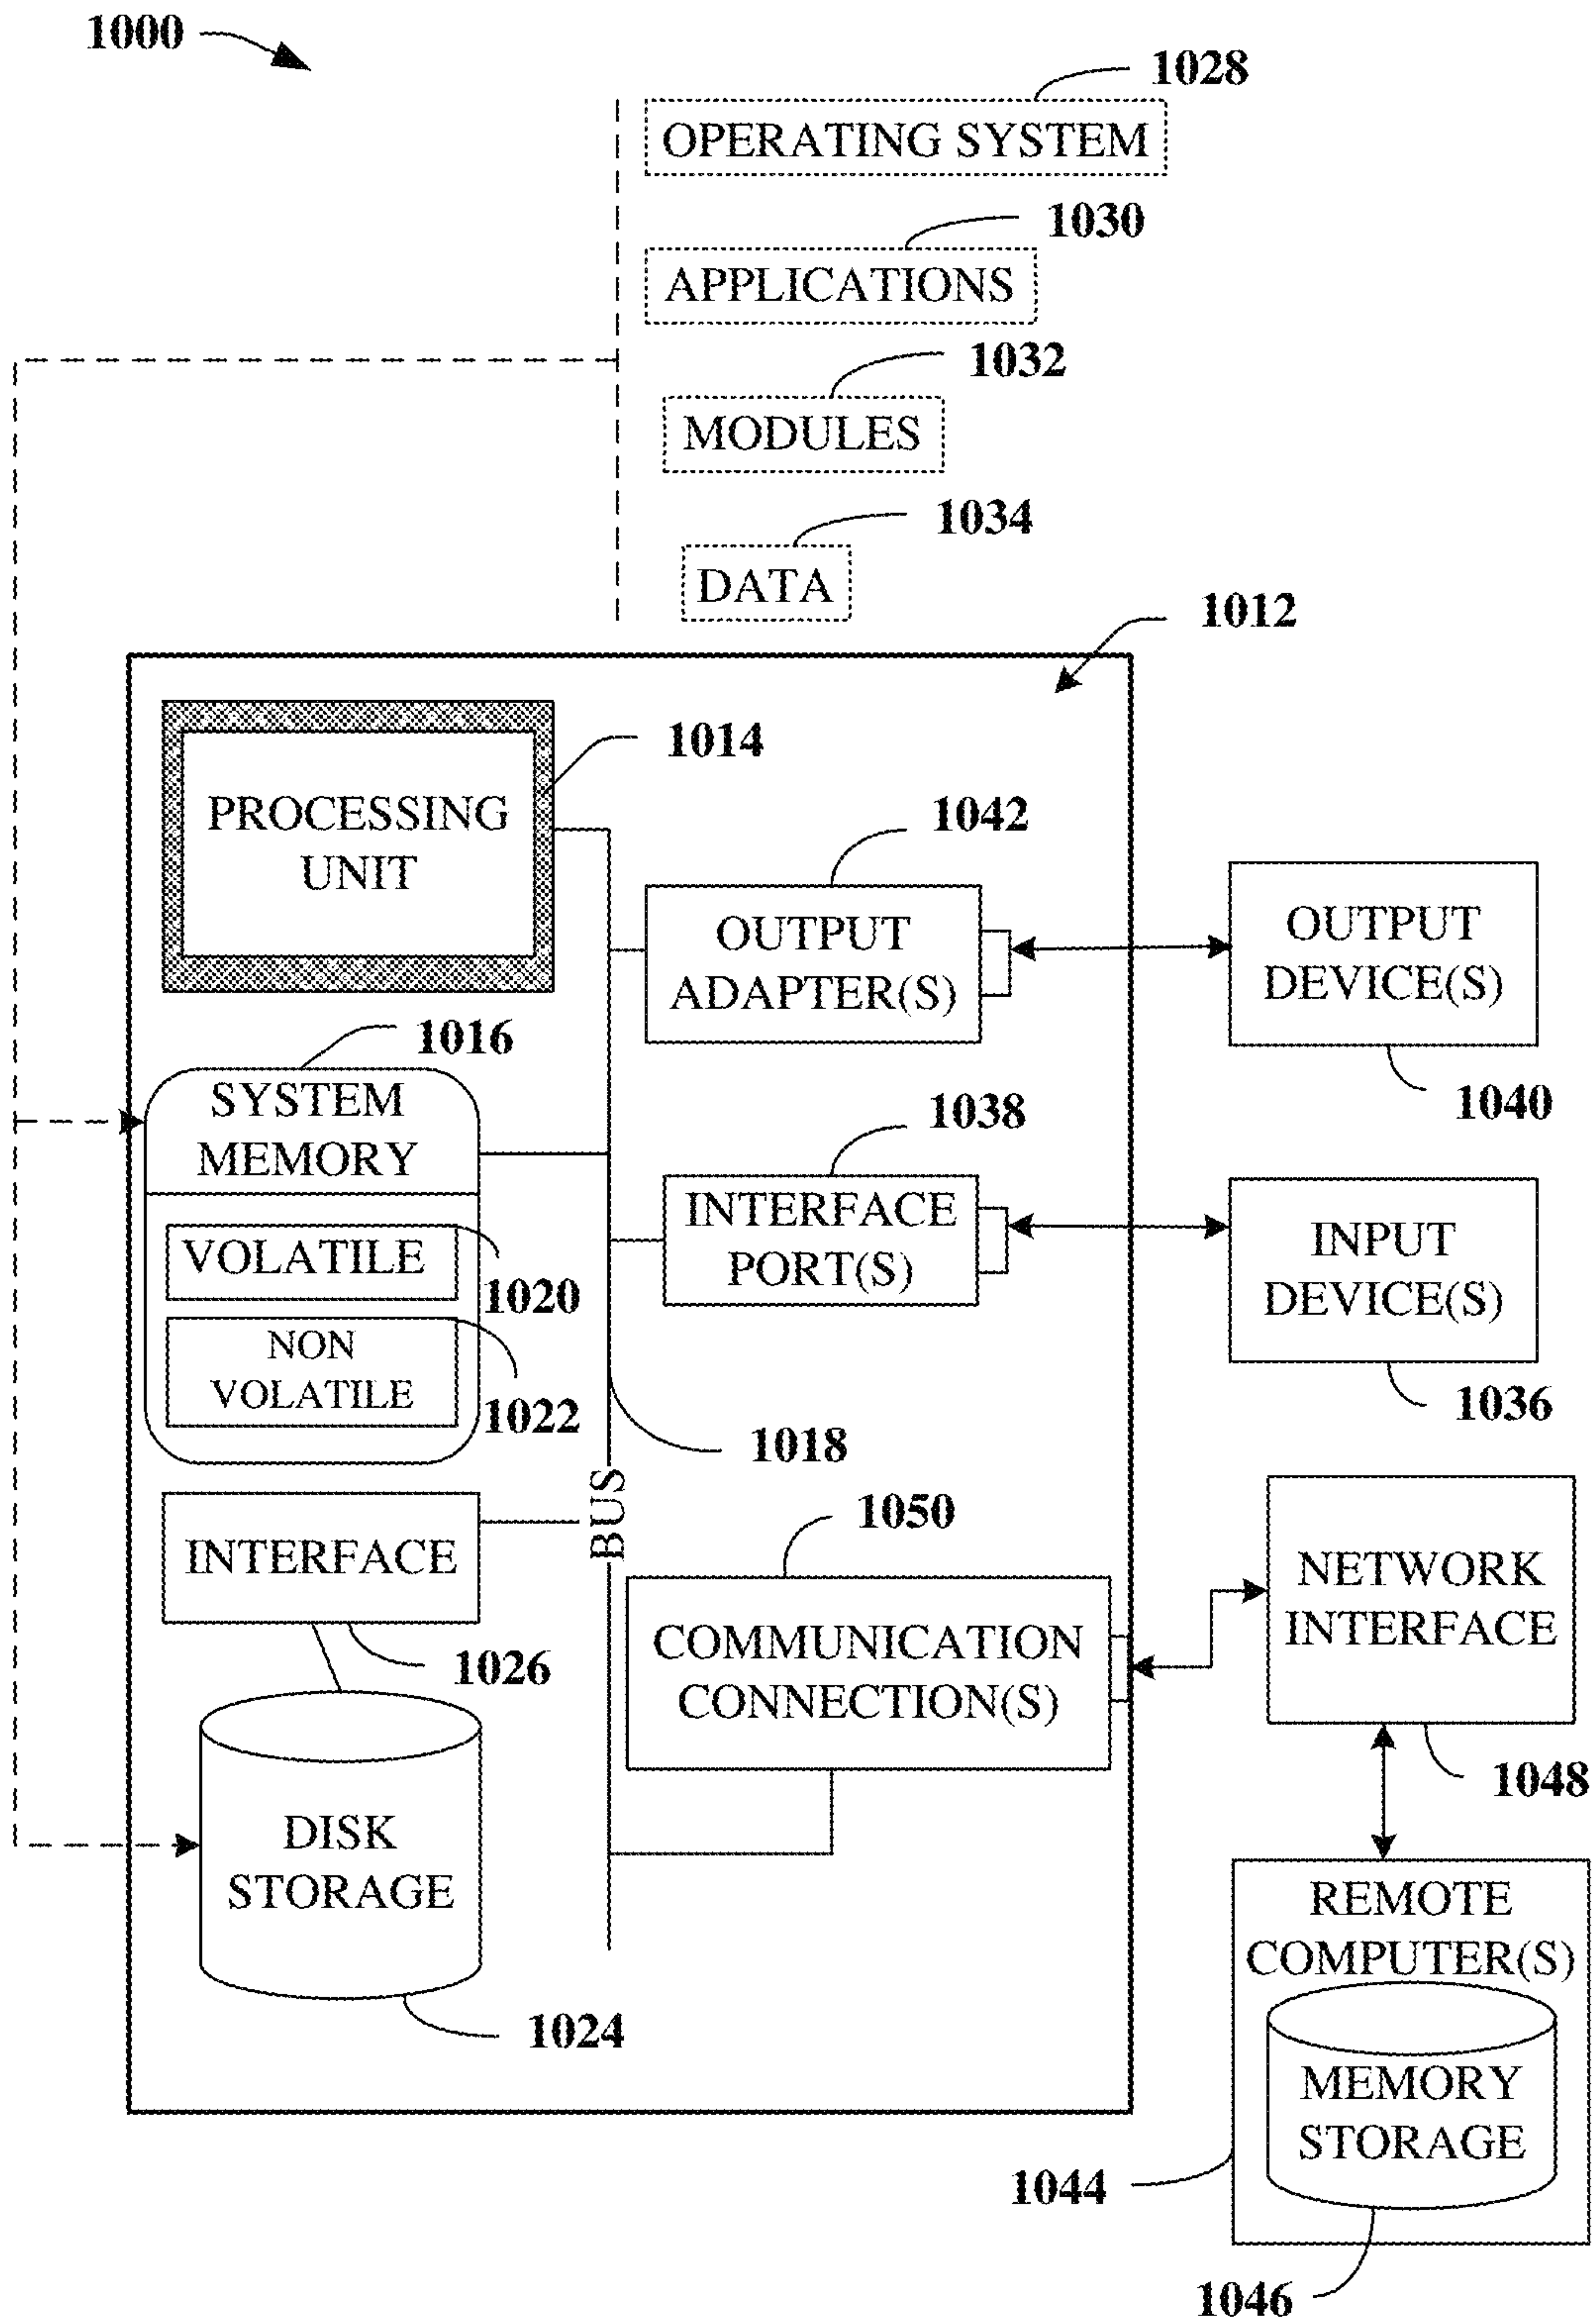 1000
1028
OPERATING SYSTEM
1030
APPLICATIONS
1032
MODULES
1034
DATA
1012
PROCESSING
UNIT
1014
1042
OUTPUT
ADAPTER(S)
OUTPUT
DEVICE(S)
1040
1016
SYSTEM
MEMORY
VOLATILE
1020
NON
VOLATILE
1022
1038
INTERFACE
PORT(S)
INPUT
DEVICE(S)
1036
1018
BUS
INTERFACE
1026
1050
COMMUNICATION
CONNECTION(S)
NETWORK
INTERFACE
1048
DISK
STORAGE
1024
REMOTE
COMPUTER(S)
MEMORY
STORAGE
1044
1046